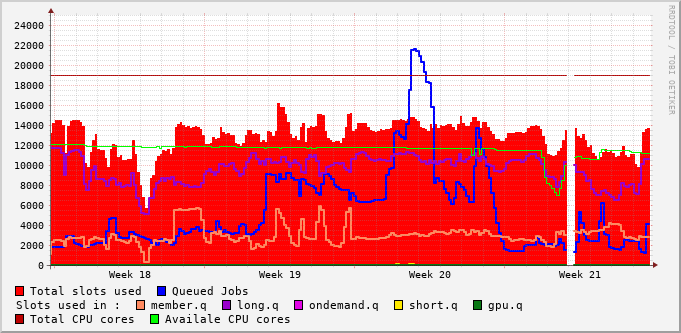 24000
22000
20000
18000
16000
14000
12000
10000
8000
6000
4000
2000
0
Week 18 Week 19 Week 20 Week 21
RRDTOOL / TOBI OETIKER
Total slots used Queued Jobs
Slots used in : member.q long.q ondemand.q short.q gpu.q
Total CPU cores Availale CPU cores